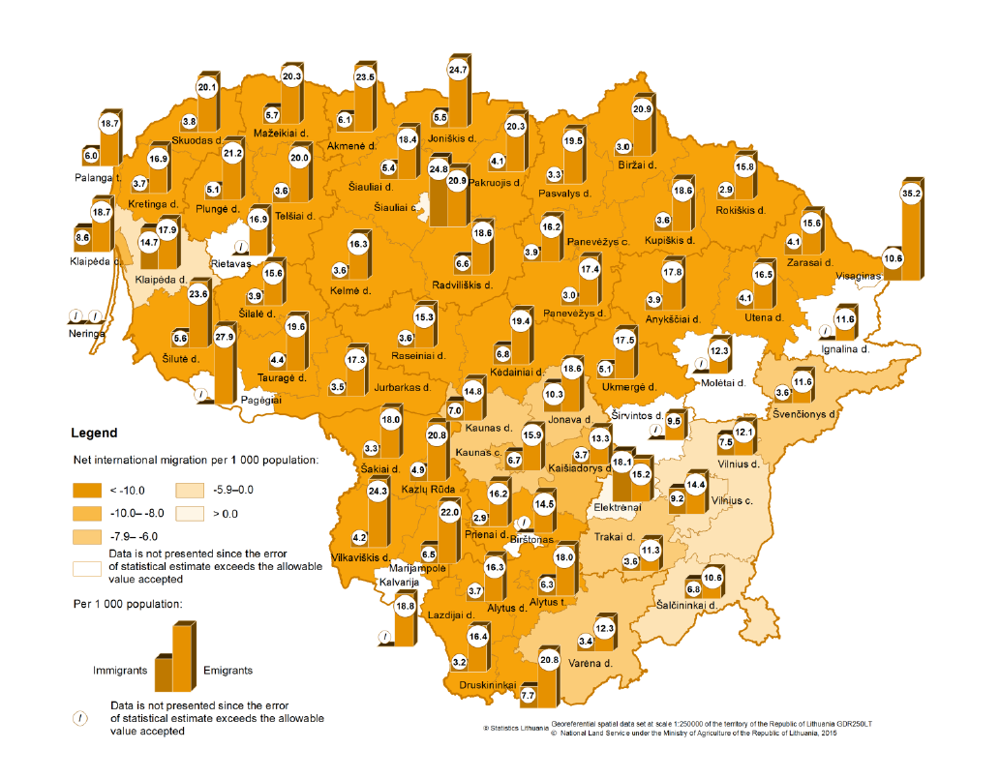 24.7
5.5
Joniškis d.
23.5
6.1
Akmenė d.
20.3
5.7
Mažeikiai d.
20.1
3.8
Skuodas d.
20.9
3.0
Biržai d.
18.7
6.0
Palanga t.
20.3
4.1
Pakruojis d.
19.5
3.3
Pasvalys d.
18.4
5.4
Šiauliai d.
16.9
3.7
Kretinga d.
21.2
5.1
Plungė d.
20.0
3.6
Telšiai d.
24.8
20.9
Šiauliai c.
15.8
2.9
Rokiškis d.
18.6
3.6
Kupiškis d.
35.2
10.6
Visaginas
18.7
8.6
Klaipėda c.
14.7
17.9
Klaipėda d.
16.9
/
Rietavas
16.3
3.6
Kelmė d.
18.6
6.6
Radviliškis d.
16.2
3.9
Panevėžys c.
15.6
4.1
Zarasai d.
17.4
3.0
Panevėžys d.
17.8
3.9
Anykščiai d.
16.5
4.1
Utena d.
15.6
3.9
Šilalė d.
23.6
5.6
Šilutė d.
/ /
Neringa
11.6
/
Ignalina d.
19.6
4.4
Tauragė d.
15.3
3.6
Raseiniai d.
19.4
6.8
Kėdainiai d.
17.5
5.1
Ukmergė d.
12.3
/
Molėtai d.
27.9
/
Pagėgiai
17.3
3.5
Jurbarkas d.
18.6
10.3
Jonava d.
11.6
3.6
Švenčionys d.
14.8
7.0
Kaunas d.
Širvintos d.
9.5
/
18.0
3.3
Šakiai d.
20.8
4.9
Kazlų Rūda
15.9
Kaunas c.
6.7
13.3
3.7
Kaišiadorys d.
12.1
7.5
Vilnius d.
18.1
15.2
Elektrėnai
14.4
9.2
Vilnius c.
24.3
4.2
Vilkaviškis d.
22.0
6.5
Marijampolė
16.2
2.9
Prienai d.
14.5
/
Birštonas
Trakai d.
11.3
3.6
Kalvarija
18.8
/
16.3
3.7
Alytus d.
18.0
6.3
Alytus t.
10.6
6.8
Šalčininkai d.
Lazdijai d.
16.4
3.2
12.3
3.4
Varėna d.
20.8
7.7
Druskininkai
Legend
Net international migration per 1 000 population:
< -10.0
-5.9–0.0
-10.0– -8.0
> 0.0
-7.9– -6.0
Data is not presented since the error
of statistical estimate exceeds the allowable
value accepted
Per 1 000 population:
Immigrants
Emigrants
/
Data is not presented since the error
of statistical estimate exceeds the allowable
value accepted
© Statistics Lithuania
Georeferential spatial data set at scale 1:250000 of the territory of the Republic of Lithuania GDR250LT
© National Land Service under the Ministry of Agriculture of the Republic of Lithuania, 2015